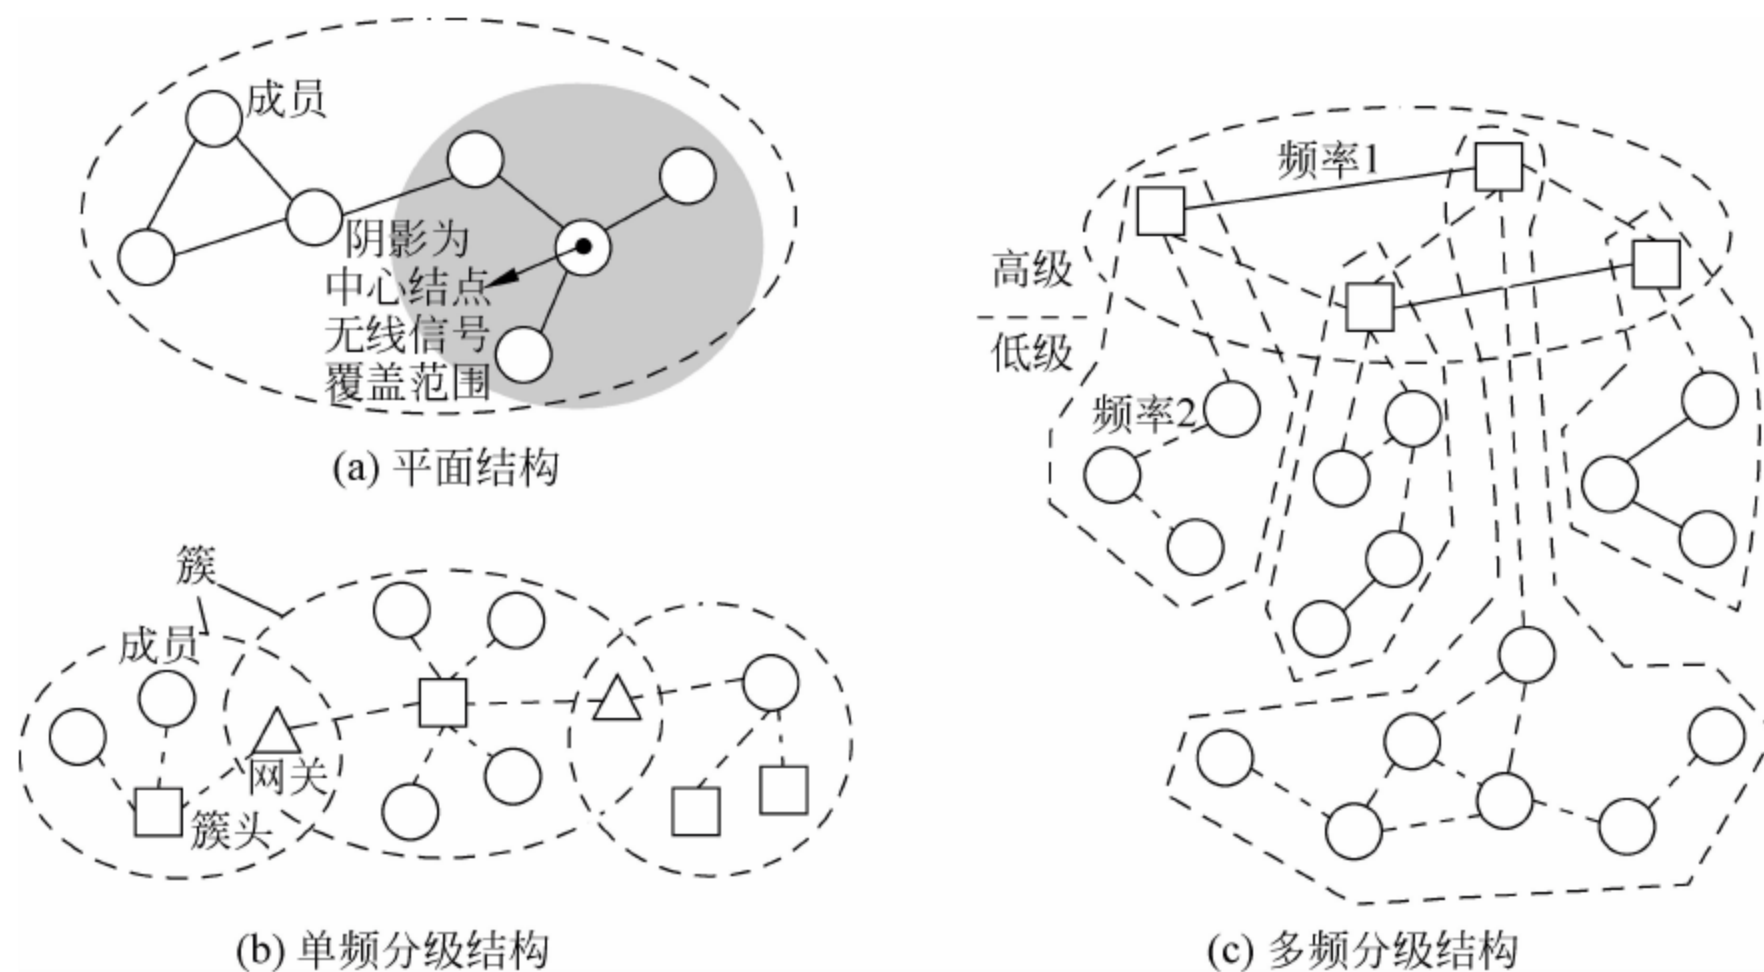 成员
阴影为
中心结点
无线信号
覆盖范围
(a) 平面结构
簇
成员
网关
簇头
(b) 单频分级结构
频率1
高级
低级
频率2
(c) 多频分级结构